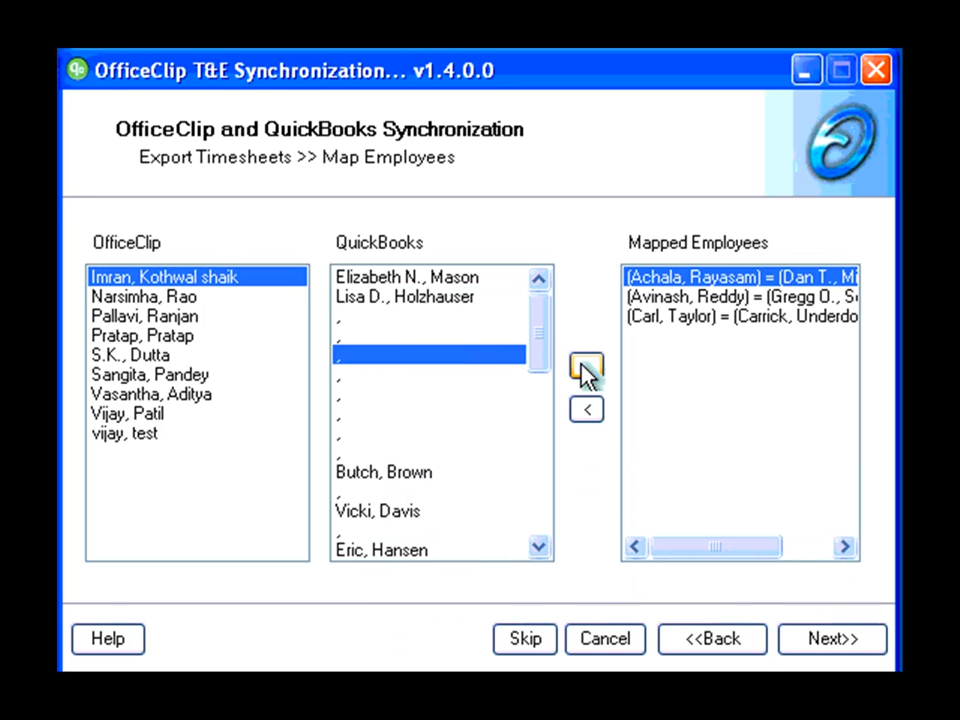 OfficeClip T&E Synchronization... v1.4.0.0
OfficeClip and QuickBooks Synchronization
Export Timesheets >> Map Employees
OfficeClip
Imran, Kothwal shaik
Narsimha, Rao
Pallavi, Ranjan
Pratap, Pratap
S.K., Dutta
Sangita, Pandey
Vasantha, Aditya
Vijay, Patil
vijay, test
QuickBooks
Elizabeth N., Mason
Lisa D., Holzhauser
,
,
,
,
,
,
,
,
Butch, Brown
,
Vicki, Davis
,
Eric, Hansen
<
Mapped Employees
(Achala, Rayasam) = (Dan T., Mi
(Avinash, Reddy) = (Gregg O., S
(Carl, Taylor) = (Carrick, Underdo
Help
Skip
Cancel
<<Back
Next>>